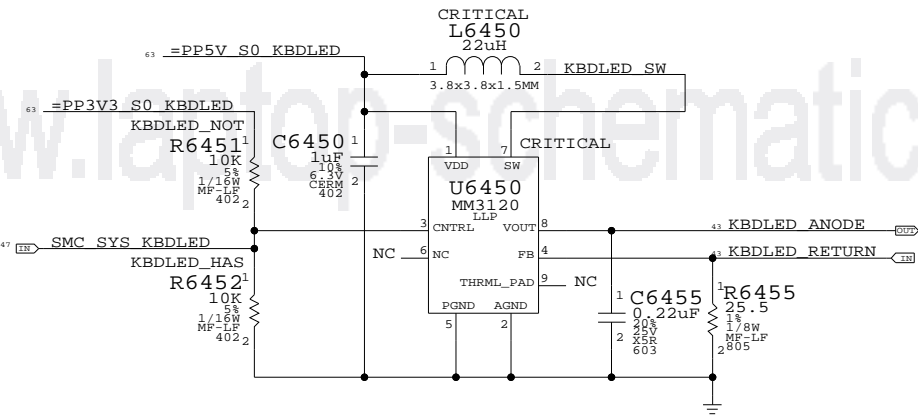 CRITICAL
L6450
22uH
63 =PP5V_S0_KBDLED
1 2 KBDLED_SW
3.8x3.8x1.5MM
63 =PP3V3_S0_KBDLED
KBDLED_NOT
R6451 1
10K
5%
1/16W
MF-LF
402 2
C6450 1
1uF
10%
6.3V
CERM
402 2
CRITICAL
1 7
VDD SW
U6450
MM3120
LLP
3 CNTRL VOUT 8
43 KBDLED_ANODE OUT
47 IN SMC_SYS_KBDLED
NC 6 NC FB 4
43 KBDLED_RETURN IN
THRML_PAD 9 NC
PGND AGND
5 2
KBDLED_HAS
R6452 1
10K
5%
1/16W
MF-LF
402 2
1 C6455
0.22uF
20%
25V
2 X5R
603
1 R6455
25.5
1%
1/8W
MF-LF
2 805
w.laptop-schematic